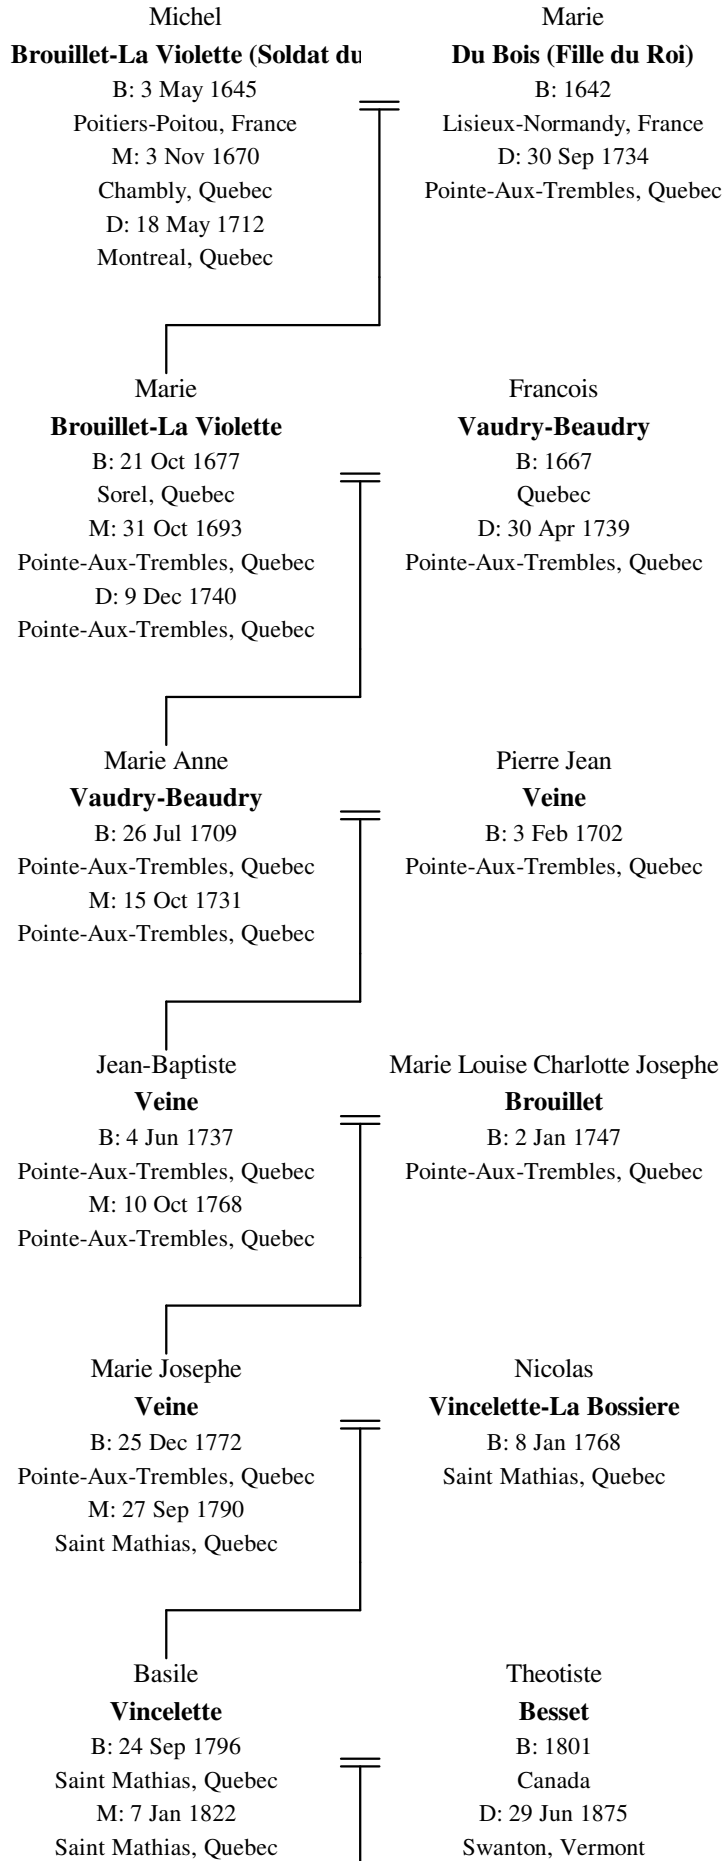 Michel
Brouillet-La Violette (Soldat du
B: 3 May 1645
Poitiers-Poitou, France
M: 3 Nov 1670
Chambly, Quebec
D: 18 May 1712
Montreal, Quebec
Marie
Du Bois (Fille du Roi)
B: 1642
Lisieux-Normandy, France
D: 30 Sep 1734
Pointe-Aux-Trembles, Quebec
Marie
Brouillet-La Violette
B: 21 Oct 1677
Sorel, Quebec
M: 31 Oct 1693
Pointe-Aux-Trembles, Quebec
D: 9 Dec 1740
Pointe-Aux-Trembles, Quebec
Francois
Vaudry-Beaudry
B: 1667
Quebec
D: 30 Apr 1739
Pointe-Aux-Trembles, Quebec
Marie Anne
Vaudry-Beaudry
B: 26 Jul 1709
Pointe-Aux-Trembles, Quebec
M: 15 Oct 1731
Pointe-Aux-Trembles, Quebec
Pierre Jean
Veine
B: 3 Feb 1702
Pointe-Aux-Trembles, Quebec
Jean-Baptiste
Veine
B: 4 Jun 1737
Pointe-Aux-Trembles, Quebec
M: 10 Oct 1768
Pointe-Aux-Trembles, Quebec
Marie Louise Charlotte Josephe
Brouillet
B: 2 Jan 1747
Pointe-Aux-Trembles, Quebec
Marie Josephe
Veine
B: 25 Dec 1772
Pointe-Aux-Trembles, Quebec
M: 27 Sep 1790
Saint Mathias, Quebec
Nicolas
Vincelette-La Bossiere
B: 8 Jan 1768
Saint Mathias, Quebec
Basile
Vincelette
B: 24 Sep 1796
Saint Mathias, Quebec
M: 7 Jan 1822
Saint Mathias, Quebec
Theotiste
Besset
B: 1801
Canada
D: 29 Jun 1875
Swanton, Vermont